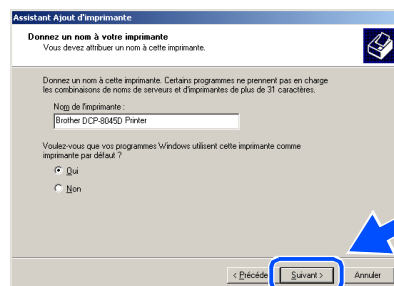 Assistant Ajout d'imprimante
Donnez un nom à votre imprimante
Vous devez attribuer un nom à cette imprimante.
Donnez un nom à cette imprimante. Certains programmes ne prennent pas en charge
les combinaisons de noms de serveurs et d'imprimantes de plus de 31 caractères.
Nom de l'imprimante :
Brother DCP-8045D Printer
Voulez-vous que vos programmes Windows utilisent cette imprimante comme
imprimante par défaut ?
Oui
Non
< Précéde Suivant > Annuler